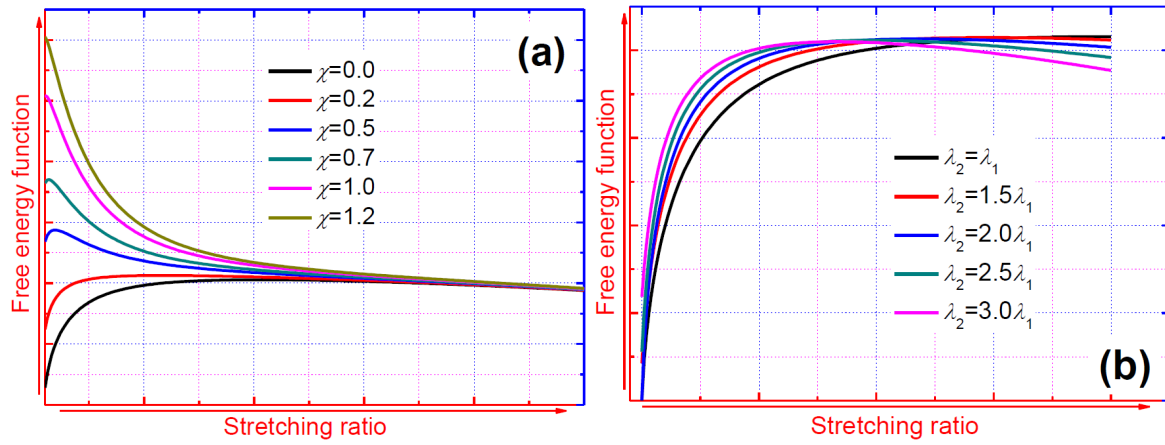 (a)
χ=0.0
χ=0.2
χ=0.5
χ=0.7
χ=1.0
χ=1.2
Free energy function
Stretching ratio
λ₂=λ₁
λ₂=1.5λ₁
λ₂=2.0λ₁
λ₂=2.5λ₁
λ₂=3.0λ₁
(b)
Free energy function
Stretching ratio